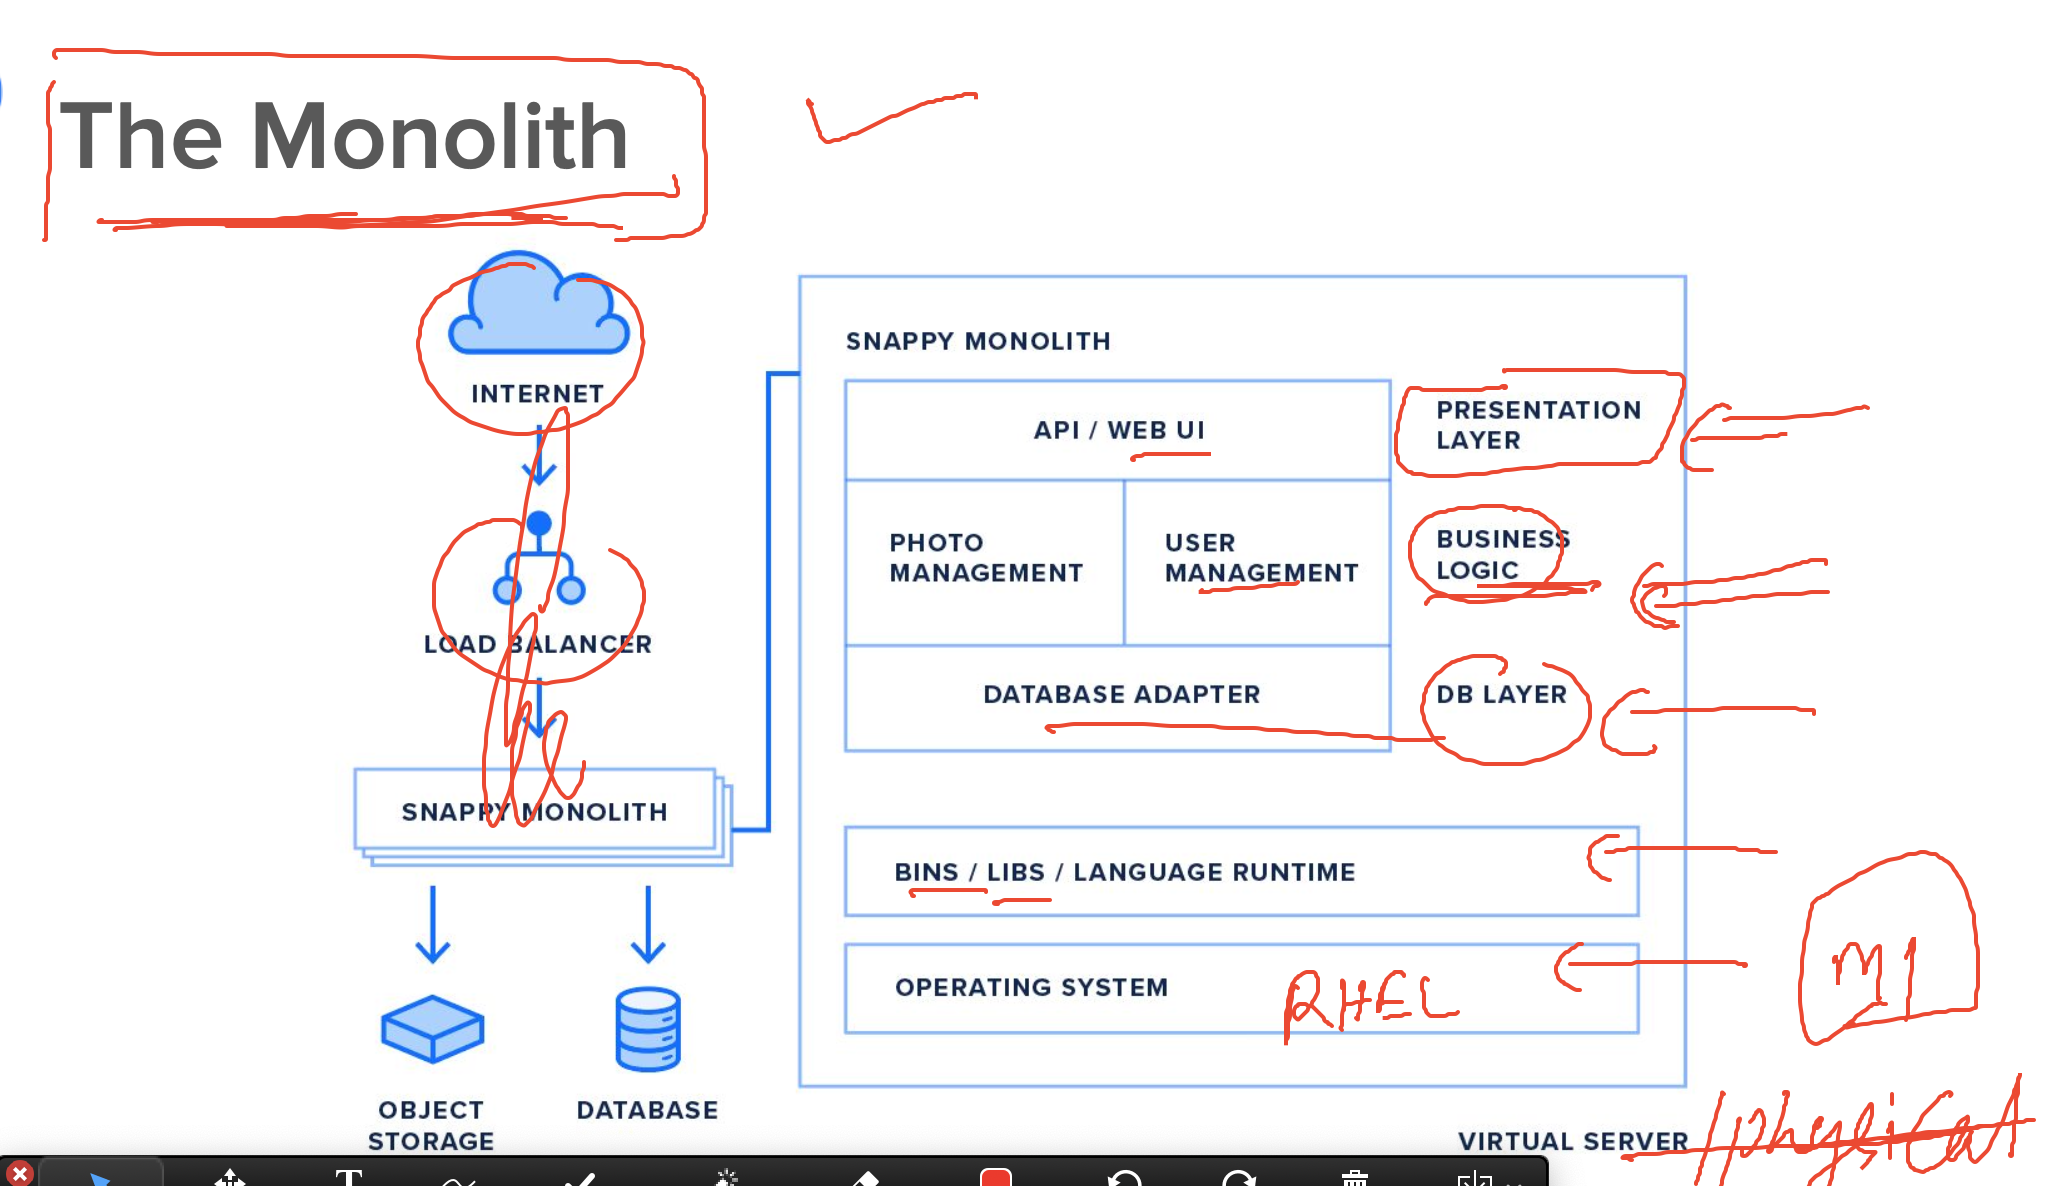 The Monolith
INTERNET
LOAD BALANCER
SNAPPY MONOLITH
OBJECT
STORAGE
DATABASE
SNAPPY MONOLITH
API / WEB UI
PRESENTATION
LAYER
PHOTO
MANAGEMENT
USER
MANAGEMENT
BUSINESS
LOGIC
DATABASE ADAPTER
DB LAYER
BINS / LIBS / LANGUAGE RUNTIME
OPERATING SYSTEM
RHEL
M1
VIRTUAL SERVER /physical
T